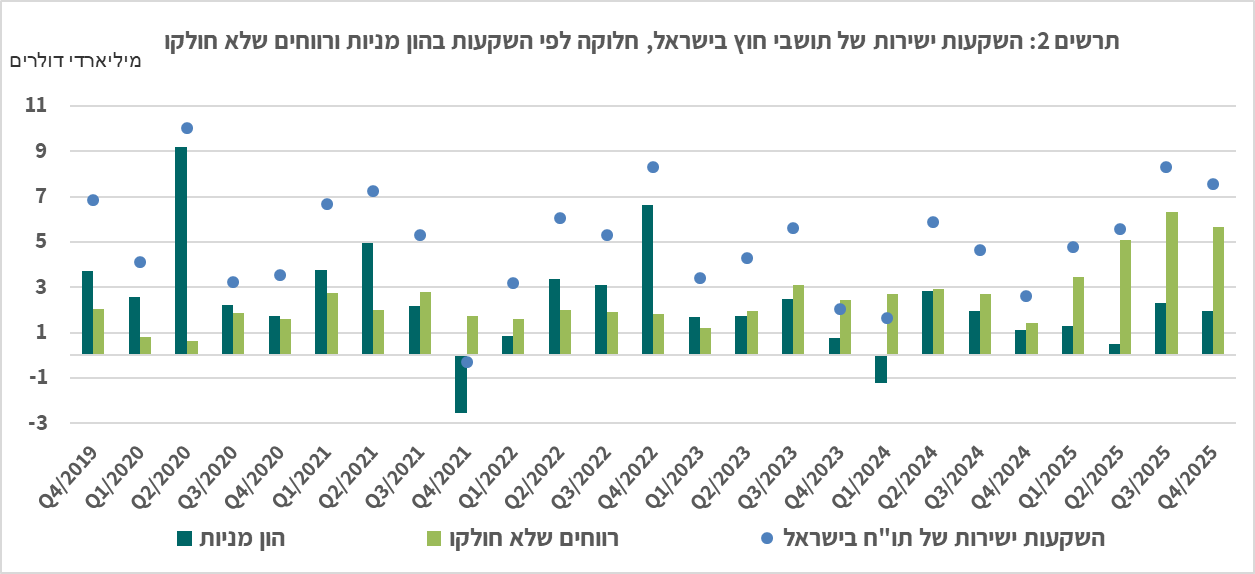 תרשים 2: השקעות ישירות של תושבי חוץ בישראל, חלוקה לפי השקעות בהון מניות ורווחים שלא חולקו
מיליארדי דולרים
11
9
7
5
3
1
-1
-3
Q4/2019 Q1/2020 Q2/2020 Q3/2020 Q4/2020 Q1/2021 Q2/2021 Q3/2021 Q4/2021 Q1/2022 Q2/2022 Q3/2022 Q4/2022 Q1/2023 Q2/2023 Q3/2023 Q4/2023 Q1/2024 Q2/2024 Q3/2024 Q4/2024 Q1/2025 Q2/2025 Q3/2025 Q4/2025
השקעות ישירות של תו"ח בישראל רווחים שלא חולקו הון מניות